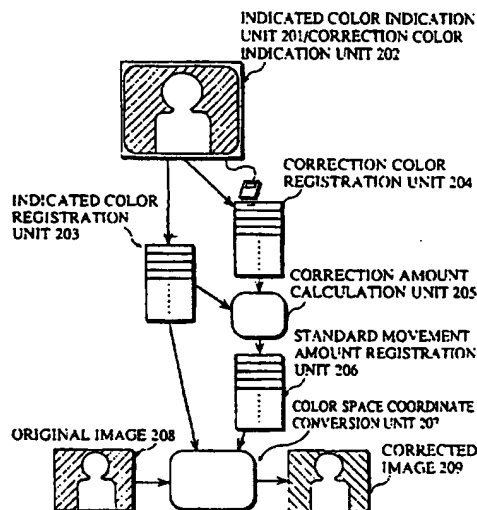 INDICATED COLOR INDICATION
UNIT 201/CORRECTION COLOR
INDICATION UNIT 202
CORRECTION COLOR
REGISTRATION UNIT 204
INDICATED COLOR
REGISTRATION
UNIT 203
CORRECTION AMOUNT
CALCULATION UNIT 205
STANDARD MOVEMENT
AMOUNT REGISTRATION
UNIT 206
COLOR SPACE COORDINATE
CONVERSION UNIT 207
ORIGINAL IMAGE 208
CORRECTED
IMAGE 209